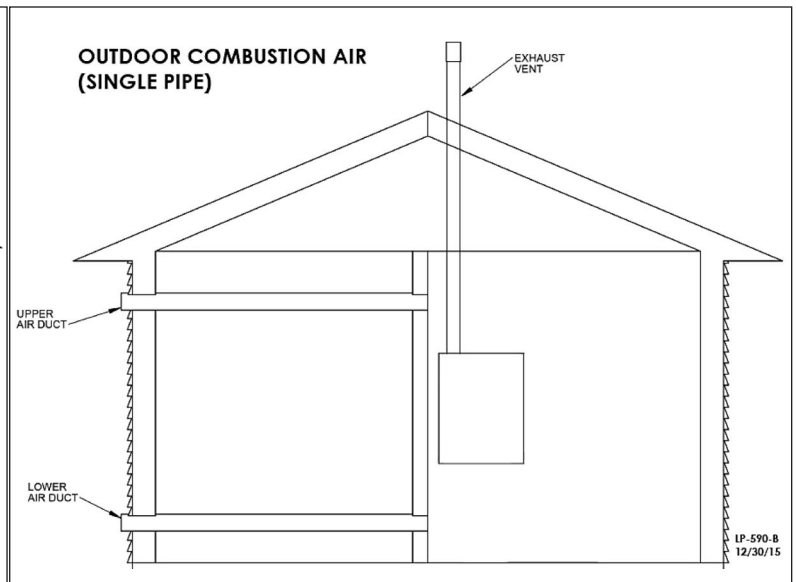 OUTDOOR COMBUSTION AIR
(SINGLE PIPE)
EXHAUST
VENT
UPPER
AIR DUCT
LOWER
AIR DUCT
LP-590-B
12/30/15